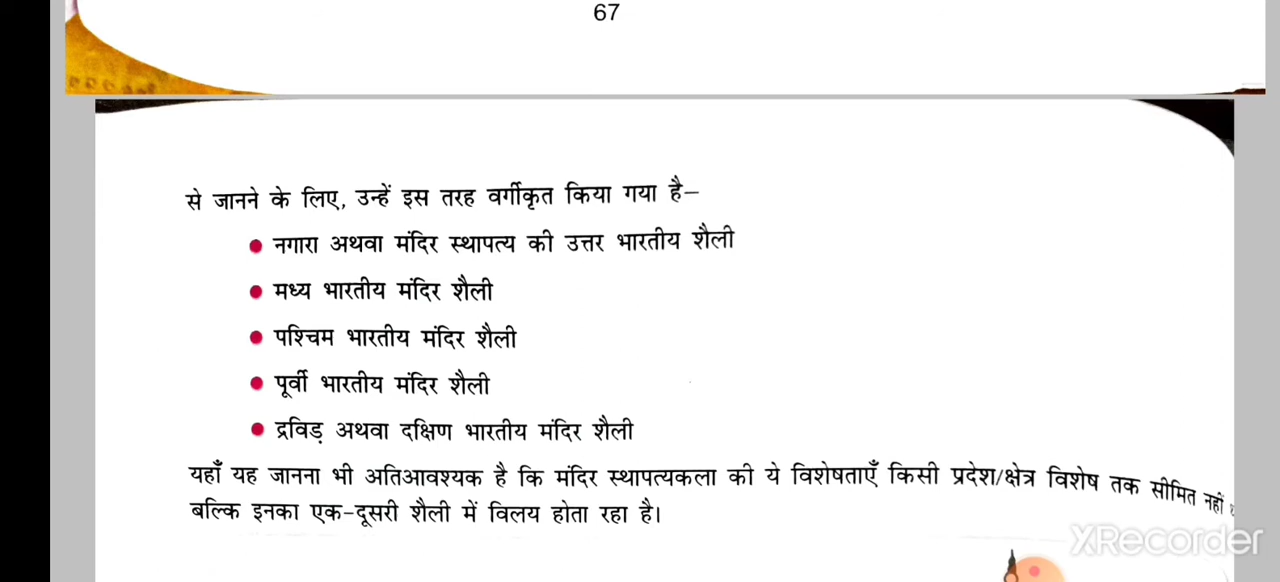 67
से जानने के लिए, उन्हें इस तरह वर्गीकृत किया गया है–
• नगारा अथवा मंदिर स्थापत्य की उत्तर भारतीय शैली
• मध्य भारतीय मंदिर शैली
• पश्चिम भारतीय मंदिर शैली
• पूर्वी भारतीय मंदिर शैली
• द्रविड़ अथवा दक्षिण भारतीय मंदिर शैली
यहाँ यह जानना भी अतिआवश्यक है कि मंदिर स्थापत्यकला की ये विशेषताएँ किसी प्रदेश/क्षेत्र विशेष तक सीमित नहीं
बल्कि इनका एक-दूसरी शैली में विलय होता रहा है।
XRecorder